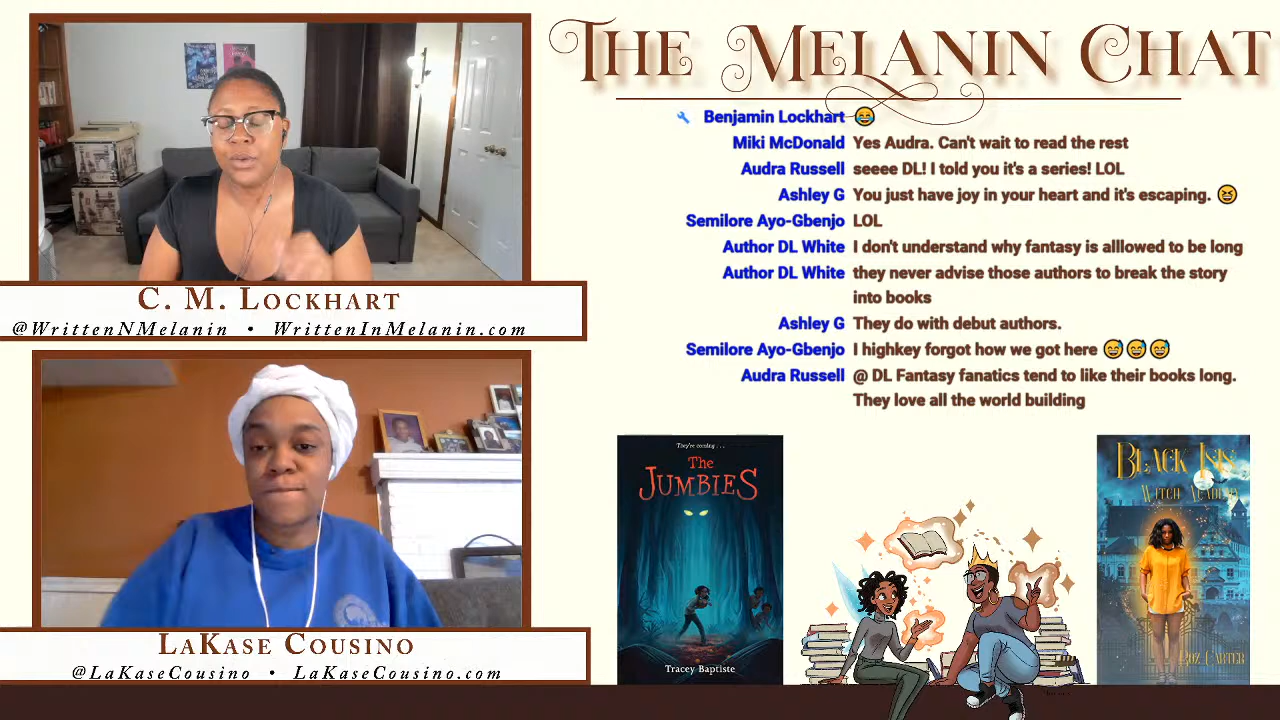 THE MELANIN CHAT
C. M. LOCKHART
@WrittenNMelanin • WrittenInMelanin.com
LAKASE COUSINO
@LaKaseCousino • LaKaseCousino.com
Benjamin Lockhart 😂
Miki McDonald Yes Audra. Can't wait to read the rest
Audra Russell seeee DL! I told you it's a series! LOL
Ashley G You just have joy in your heart and it's escaping. 😆
Semilore Ayo-Gbenjo LOL
Author DL White I don't understand why fantasy is alllowed to be long
Author DL White they never advise those authors to break the story
into books
Ashley G They do with debut authors.
Semilore Ayo-Gbenjo I highkey forgot how we got here 😅😅😅
Audra Russell @ DL Fantasy fanatics tend to like their books long.
They love all the world building
They're coming . . .
The
JUMBIES
Tracey Baptiste
BLACK ISIS
WITCH ACADEMY
ROZ CARTER